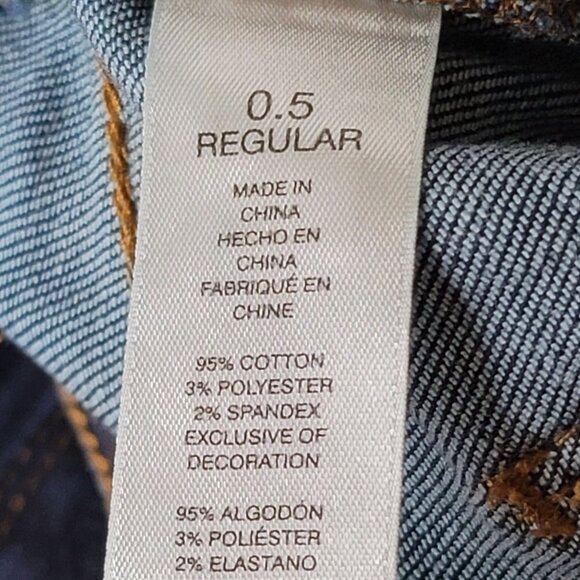 0.5
REGULAR
MADE IN
CHINA
HECHO EN
CHINA
FABRIQUÉ EN
CHINE
95% COTTON
3% POLYESTER
2% SPANDEX
EXCLUSIVE OF
DECORATION
95% ALGODÓN
3% POLIÉSTER
2% ELASTANO